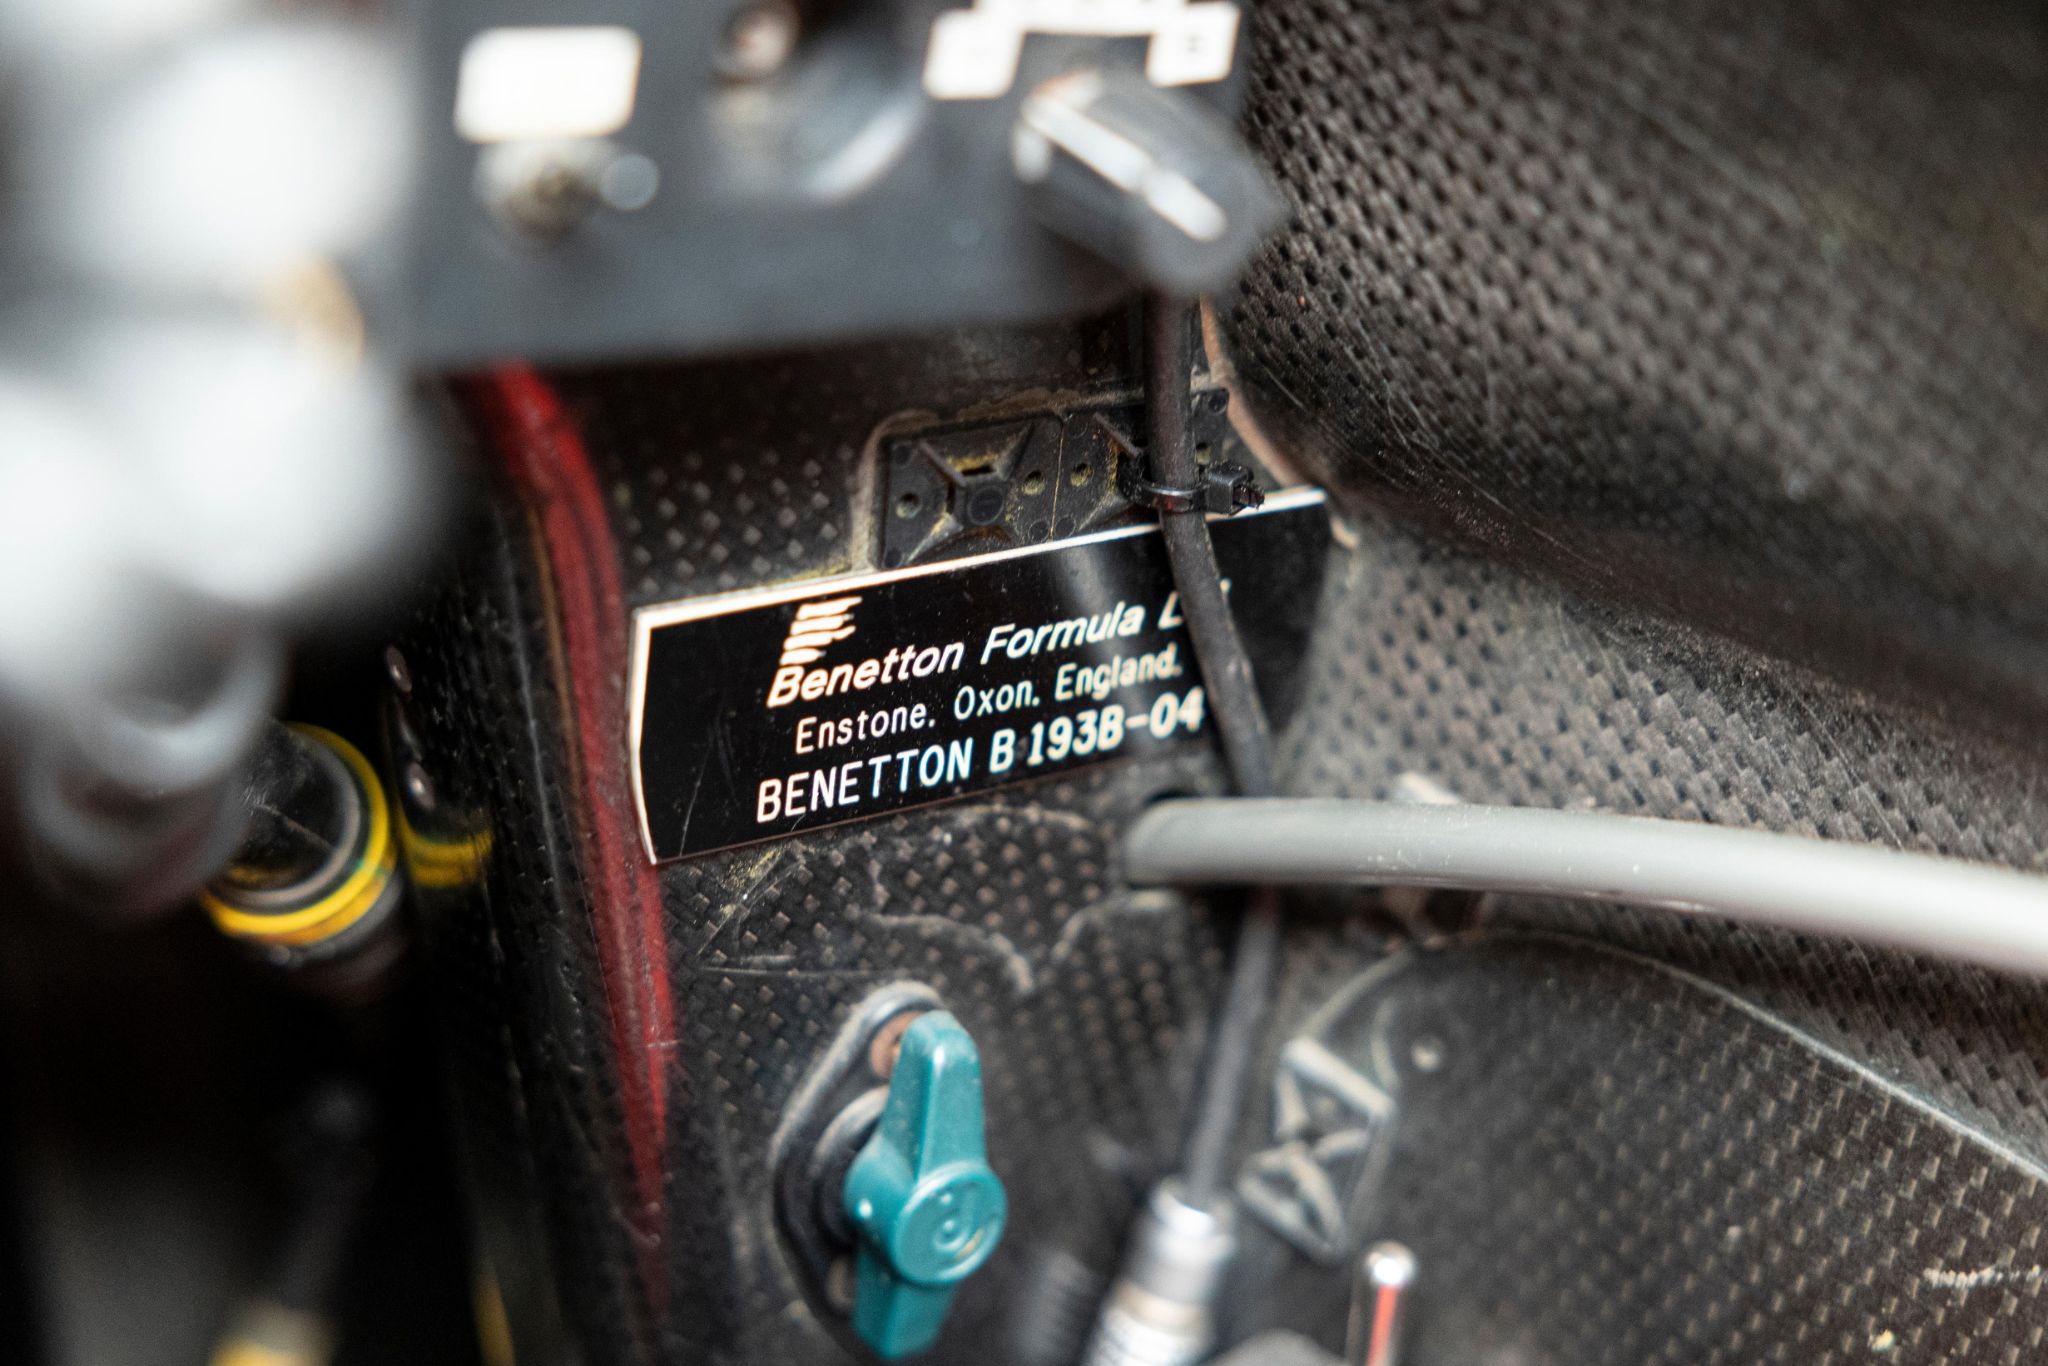 Benetton Formula
Enstone. Oxon. England.
BENETTON B 193B-04